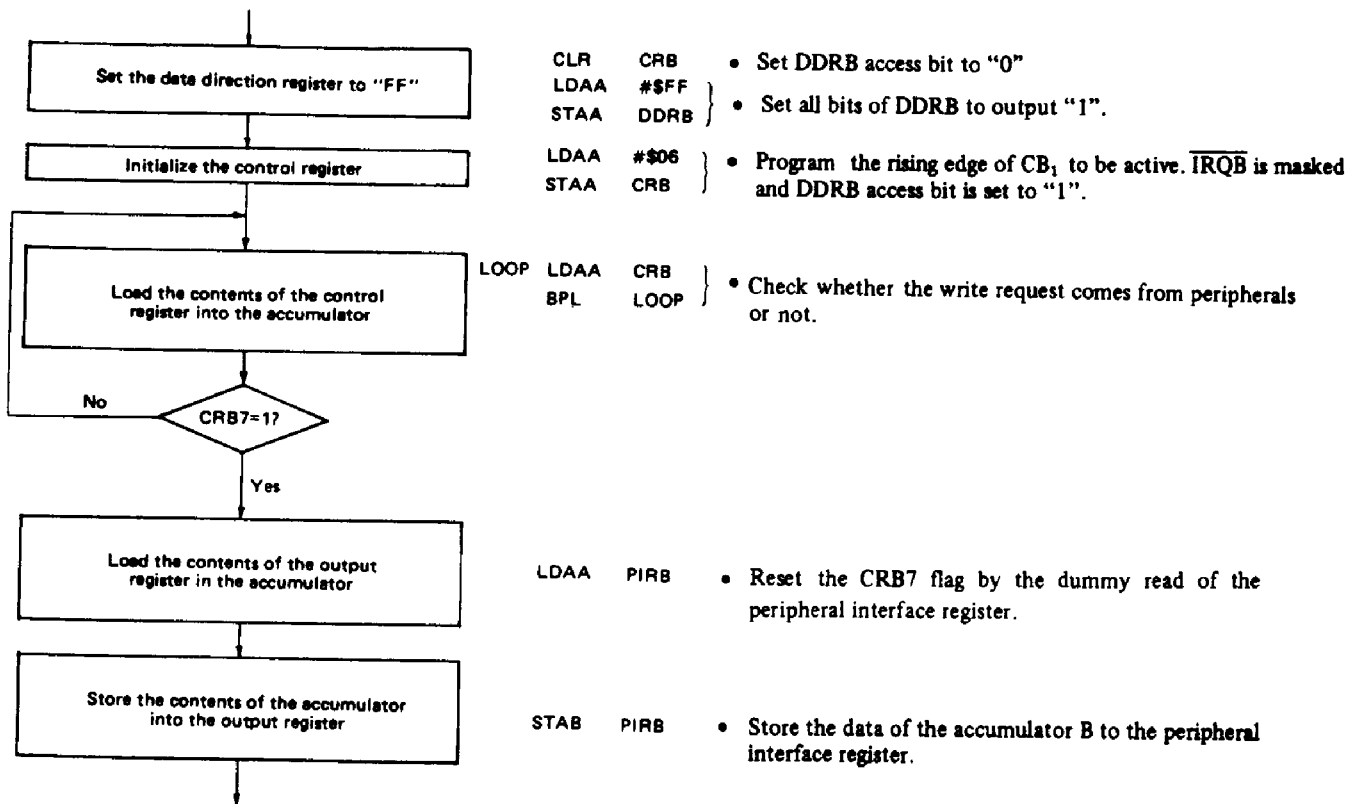 Set the data direction register to "FF"
CLR CRB • Set DDRB access bit to "0"
LDAA #$FF
STAA DDRB • Set all bits of DDRB to output "1".
Initialize the control register
LDAA #$06 • Program the rising edge of CB1 to be active. IRQB is masked
STAA CRB and DDRB access bit is set to "1".
Load the contents of the control
register into the accumulator
LOOP LDAA CRB • Check whether the write request comes from peripherals
BPL LOOP or not.
No
CRB7=1?
Yes
Load the contents of the output
register in the accumulator
LDAA PIRB • Reset the CRB7 flag by the dummy read of the
peripheral interface register.
Store the contents of the accumulator
into the output register
STAB PIRB • Store the data of the accumulator B to the peripheral
interface register.